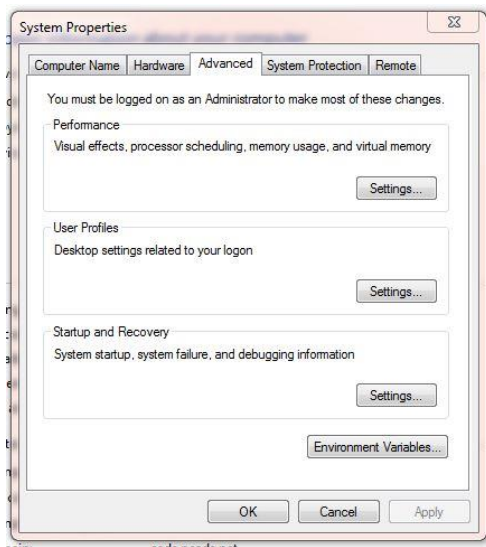 System Properties
Computer Name Hardware Advanced System Protection Remote
You must be logged on as an Administrator to make most of these changes.
Performance
Visual effects, processor scheduling, memory usage, and virtual memory
Settings...
User Profiles
Desktop settings related to your logon
Settings...
Startup and Recovery
System startup, system failure, and debugging information
Settings...
Environment Variables...
OK Cancel Apply